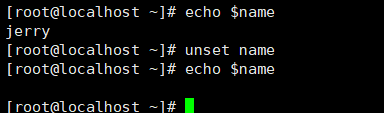 [root@localhost ~]# echo $name
jerry
[root@localhost ~]# unset name
[root@localhost ~]# echo $name

[root@localhost ~]#